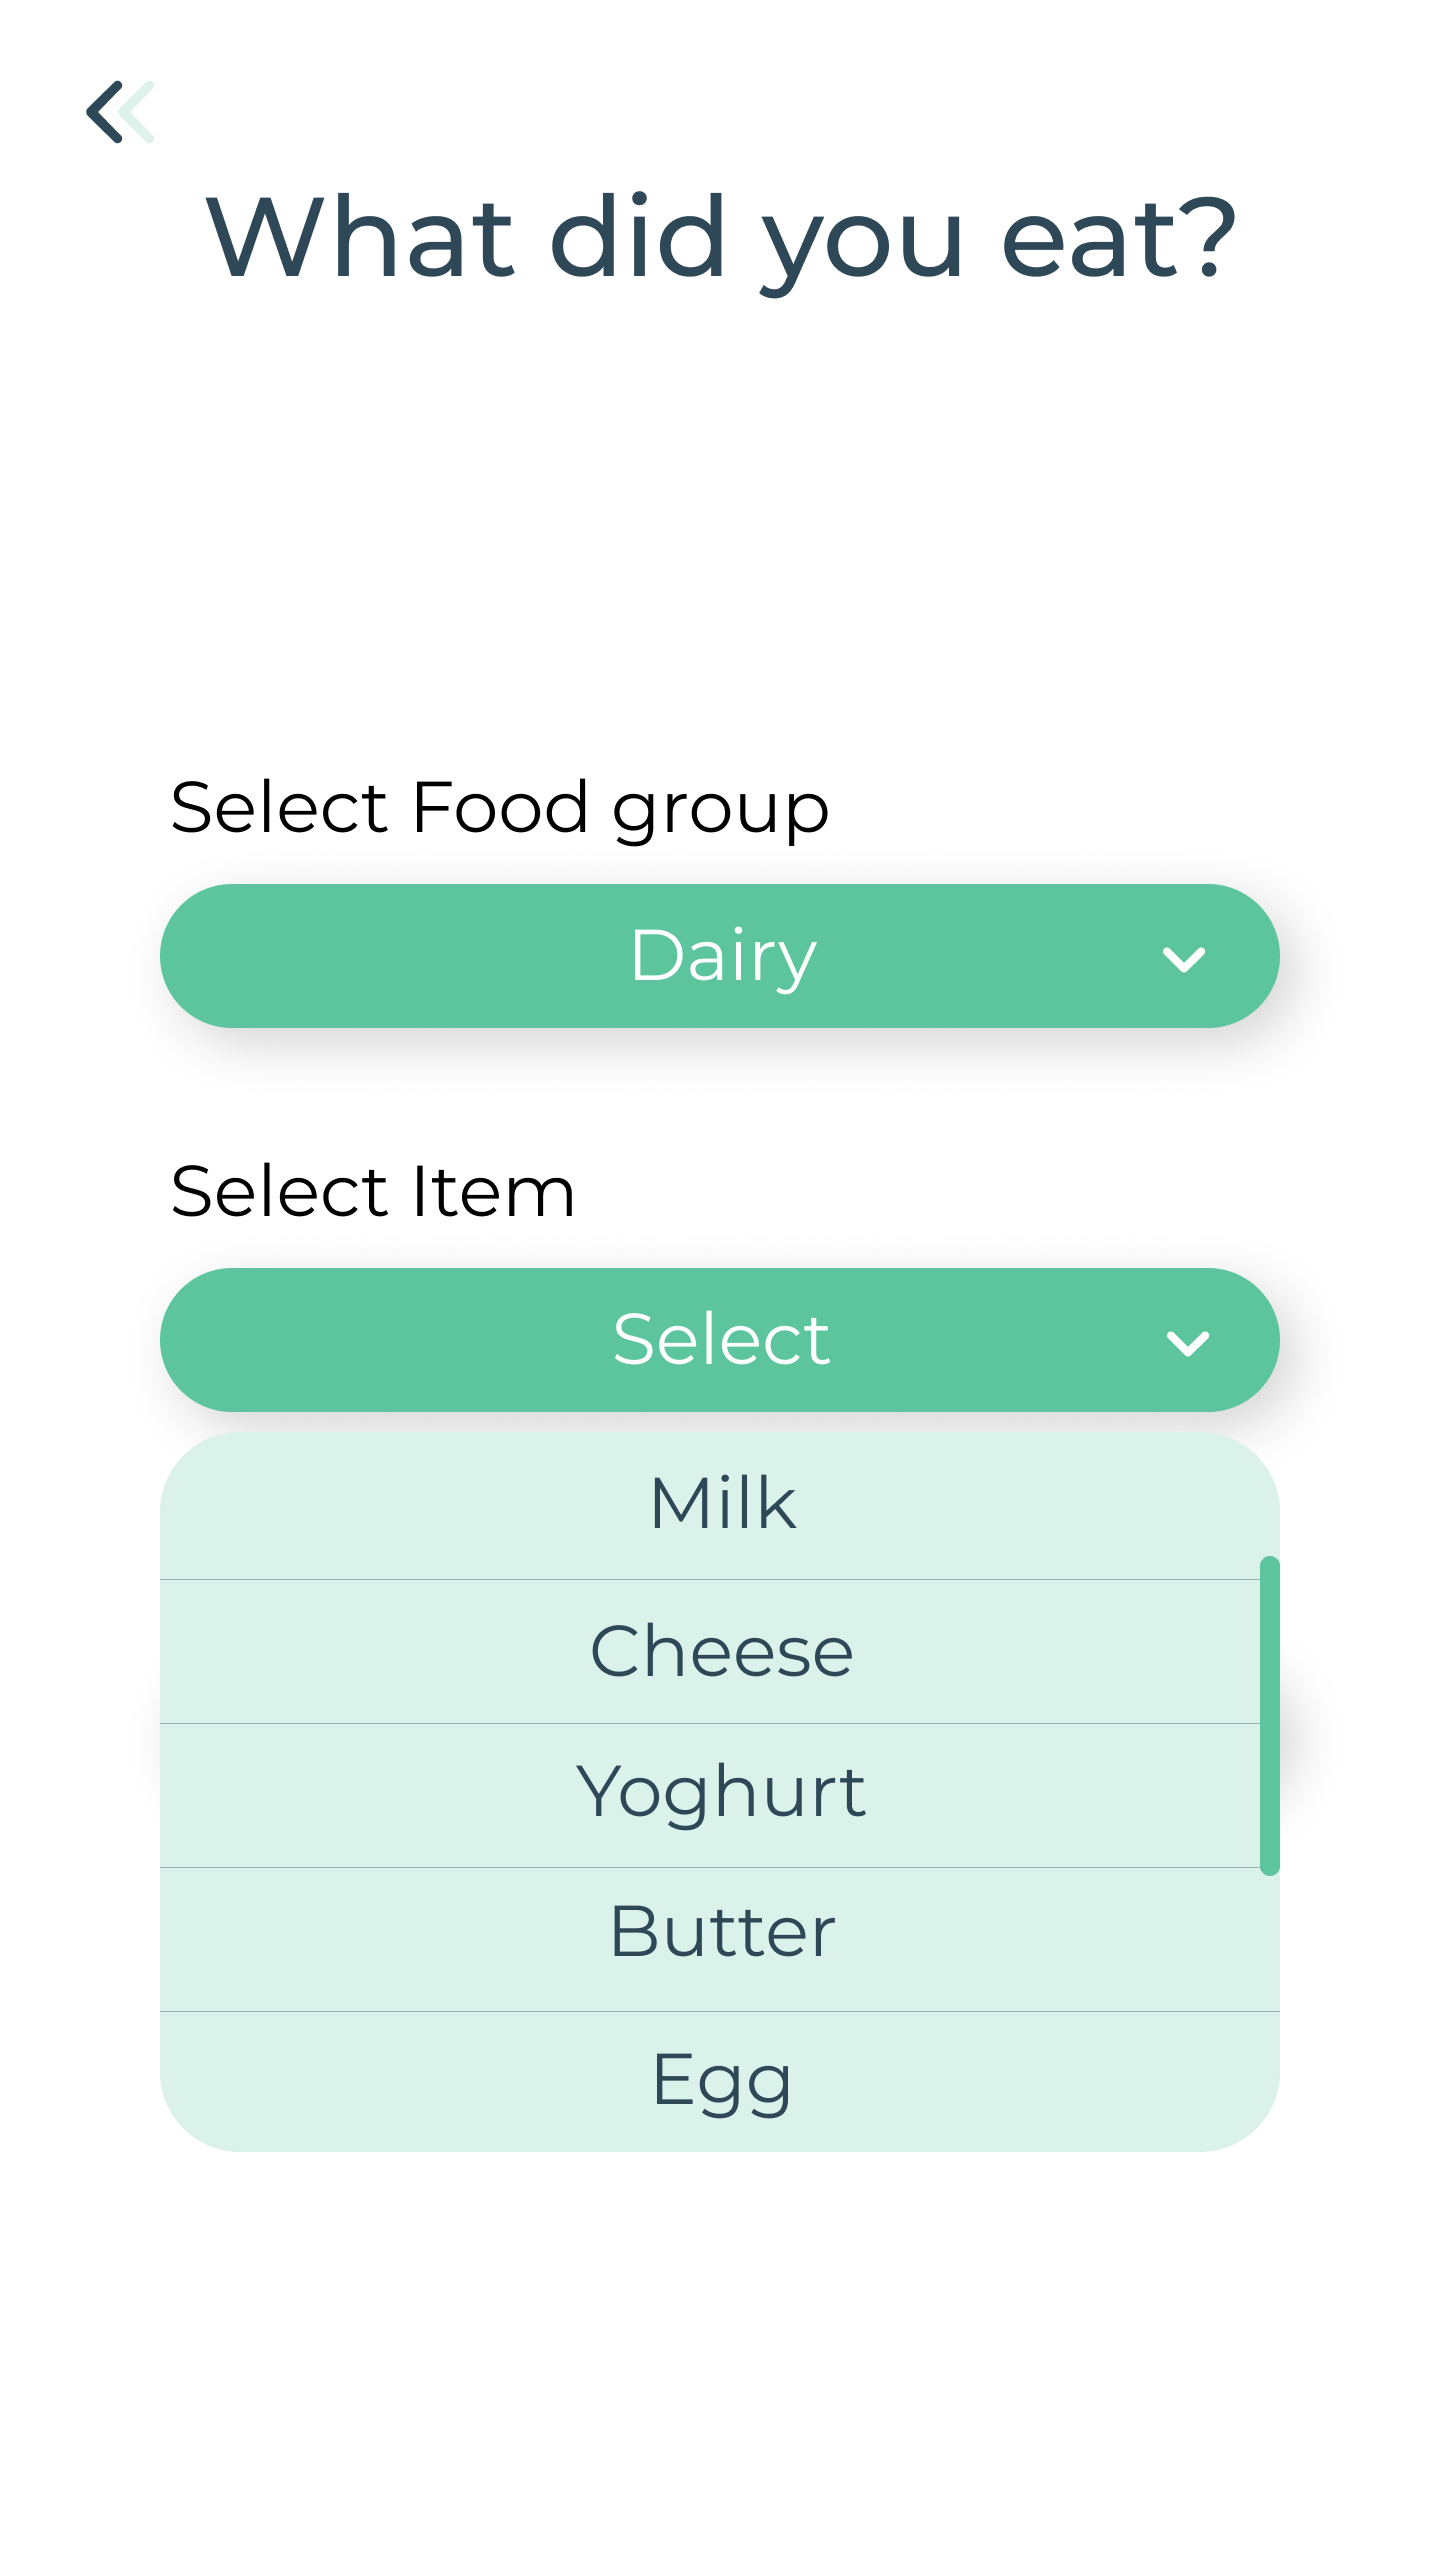 What did you eat?
Select Food group
Dairy
Select Item
Select
Milk
Cheese
Yoghurt
Butter
Egg